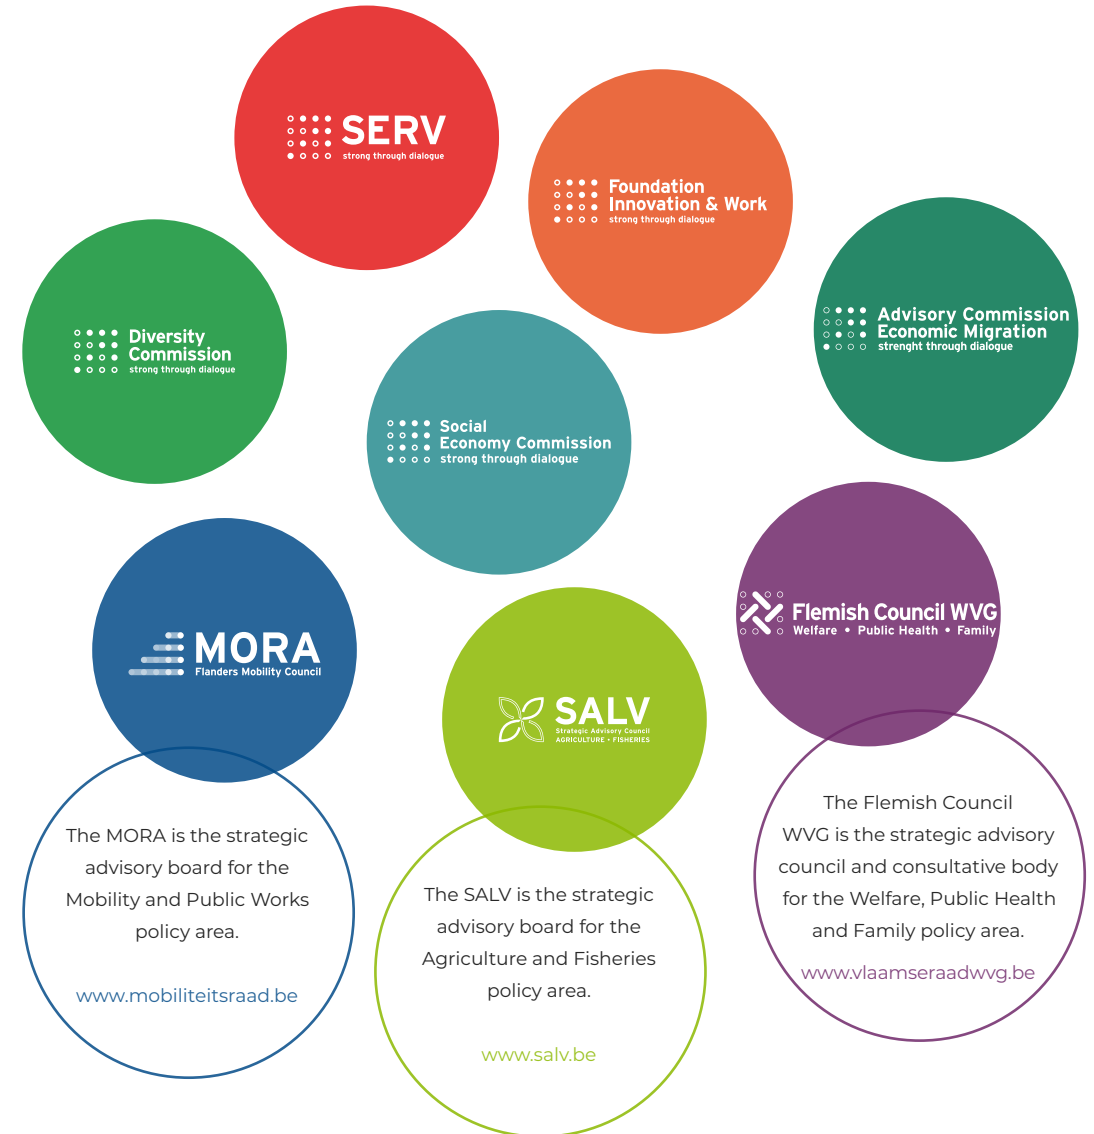 SERV
strong through dialogue
Foundation
Innovation & Work
strong through dialogue
Advisory Commission
Economic Migration
strenght through dialogue
Diversity
Commission
strong through dialogue
Social
Economy Commission
strong through dialogue
Flemish Council WVG
Welfare • Public Health • Family
MORA
Flanders Mobility Council
SALV
Strategic Advisory Council
AGRICULTURE • FISHERIES
The MORA is the strategic
advisory board for the
Mobility and Public Works
policy area.
www.mobiliteitsraad.be
The SALV is the strategic
advisory board for the
Agriculture and Fisheries
policy area.
www.salv.be
The Flemish Council
WVG is the strategic advisory
council and consultative body
for the Welfare, Public Health
and Family policy area.
www.vlaamseraadwvg.be